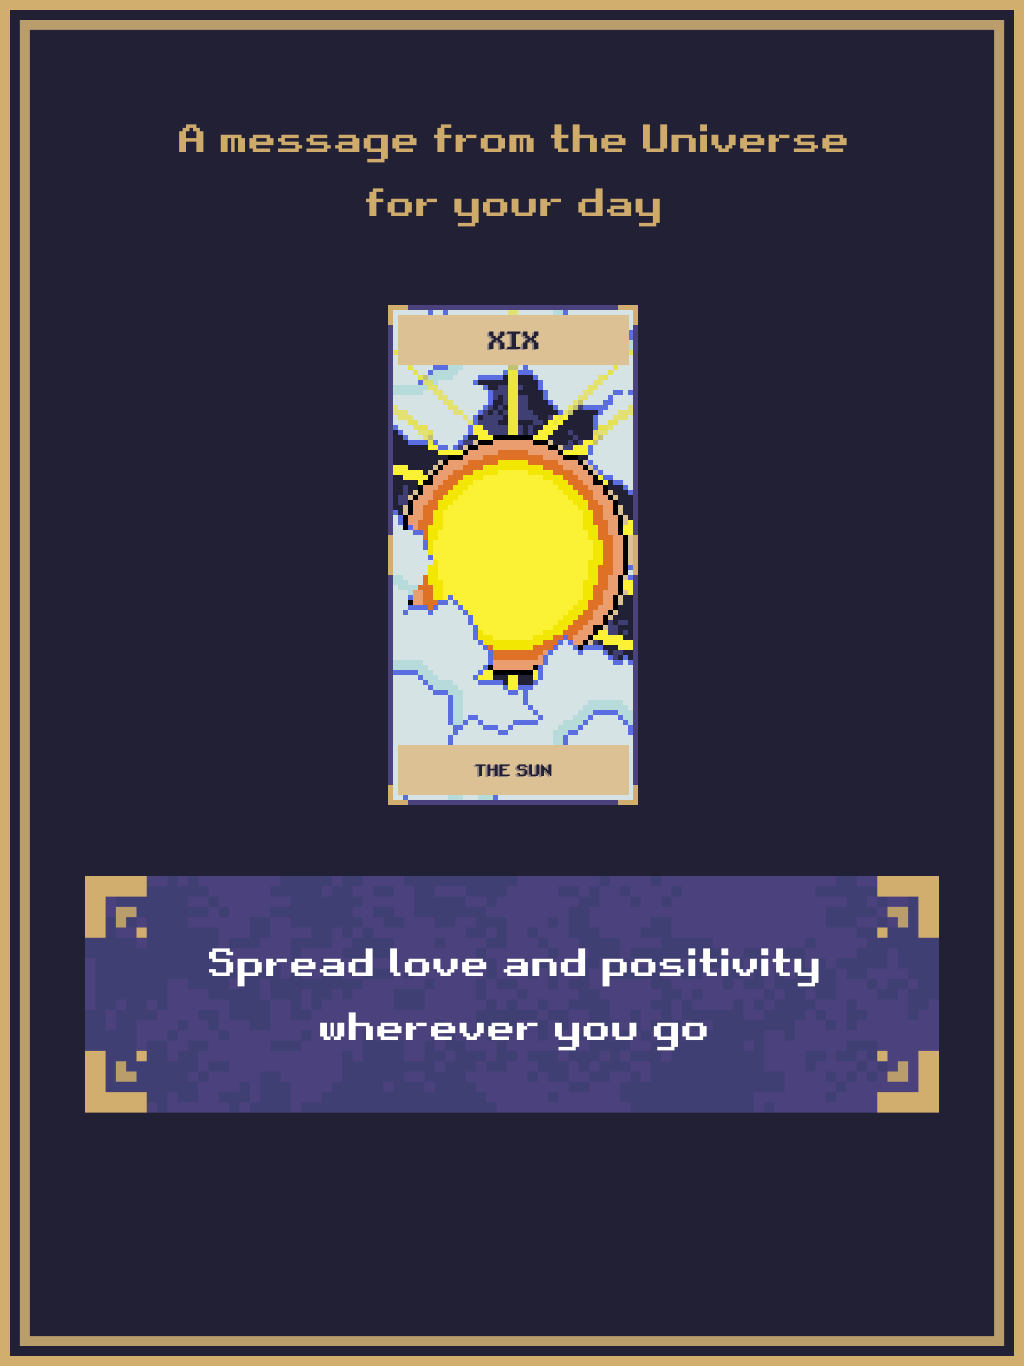 A message from the Universe
for your day
XIX
THE SUN
Spread love and positivity
wherever you go